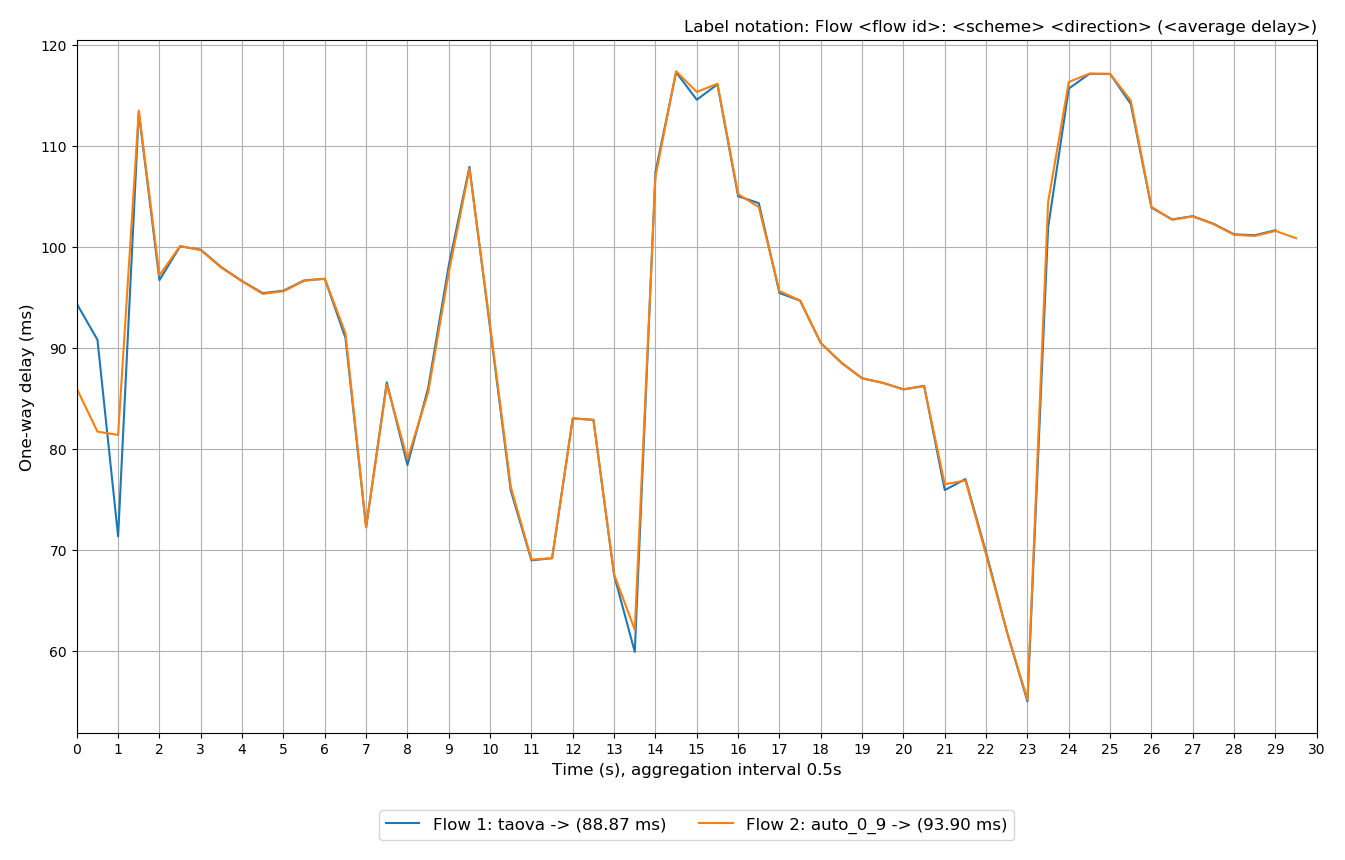 Label notation: Flow <flow id>: <scheme> <direction> (<average delay>)
120
110
100
90
80
70
60
One-way delay (ms)
0 1 2 3 4 5 6 7 8 9 10 11 12 13 14 15 16 17 18 19 20 21 22 23 24 25 26 27 28 29 30
Time (s), aggregation interval 0.5s
Flow 1: taova -> (88.87 ms) Flow 2: auto_0_9 -> (93.90 ms)